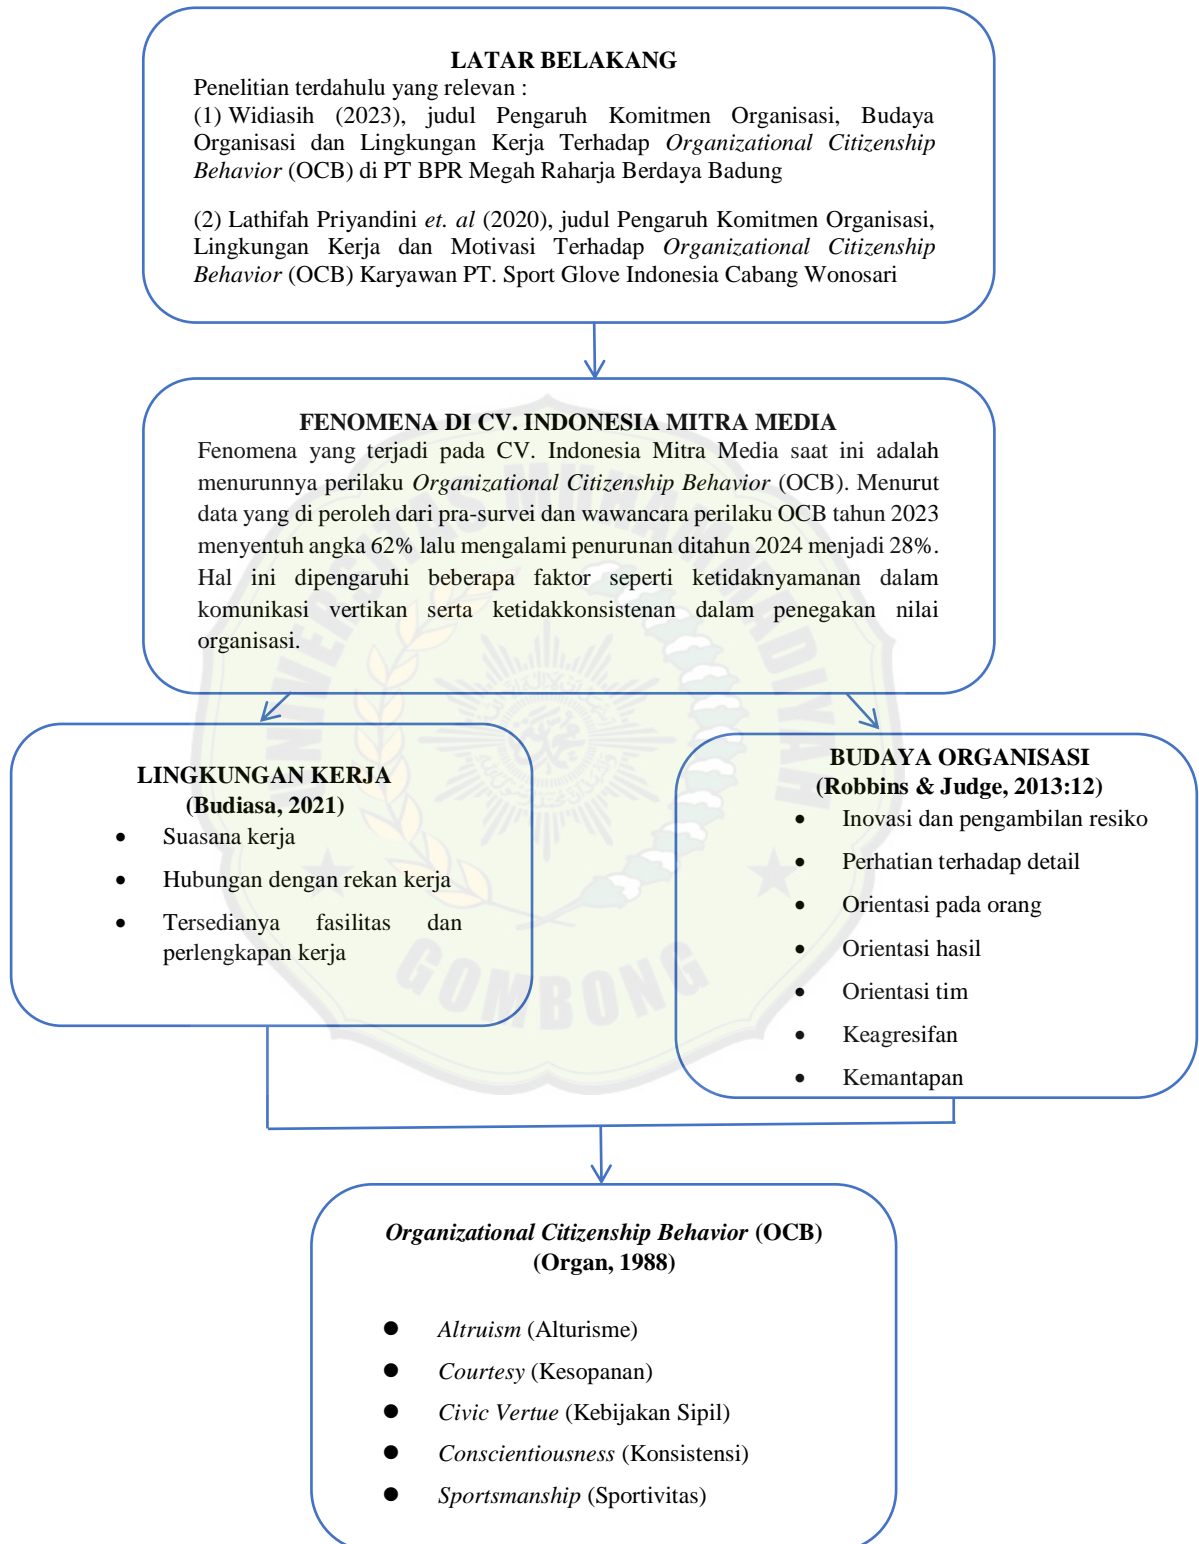 LATAR BELAKANG
Penelitian terdahulu yang relevan :
(1) Widiasih (2023), judul Pengaruh Komitmen Organisasi, Budaya
Organisasi dan Lingkungan Kerja Terhadap Organizational Citizenship
Behavior (OCB) di PT BPR Megah Raharja Berdaya Badung
(2) Lathifah Priyandini et. al (2020), judul Pengaruh Komitmen Organisasi,
Lingkungan Kerja dan Motivasi Terhadap Organizational Citizenship
Behavior (OCB) Karyawan PT. Sport Glove Indonesia Cabang Wonosari
FENOMENA DI CV. INDONESIA MITRA MEDIA
Fenomena yang terjadi pada CV. Indonesia Mitra Media saat ini adalah
menurunnya perilaku Organizational Citizenship Behavior (OCB). Menurut
data yang di peroleh dari pra-survei dan wawancara perilaku OCB tahun 2023
menyentuh angka 62% lalu mengalami penurunan ditahun 2024 menjadi 28%.
Hal ini dipengaruhi beberapa faktor seperti ketidaknyamanan dalam
komunikasi vertikan serta ketidakkonsistenan dalam penegakan nilai
organisasi.
LINGKUNGAN KERJA
(Budiasa, 2021)
• Suasana kerja
• Hubungan dengan rekan kerja
• Tersedianya fasilitas dan
perlengkapan kerja
BUDAYA ORGANISASI
(Robbins & Judge, 2013:12)
• Inovasi dan pengambilan resiko
• Perhatian terhadap detail
• Orientasi pada orang
• Orientasi hasil
• Orientasi tim
• Keagresifan
• Kemantapan
Organizational Citizenship Behavior (OCB)
(Organ, 1988)
● Altruism (Alturisme)
● Courtesy (Kesopanan)
● Civic Vertue (Kebijakan Sipil)
● Conscientiousness (Konsistensi)
● Sportsmanship (Sportivitas)
UNIVERSITAS MUHAMMADIYAH
GOMBONG